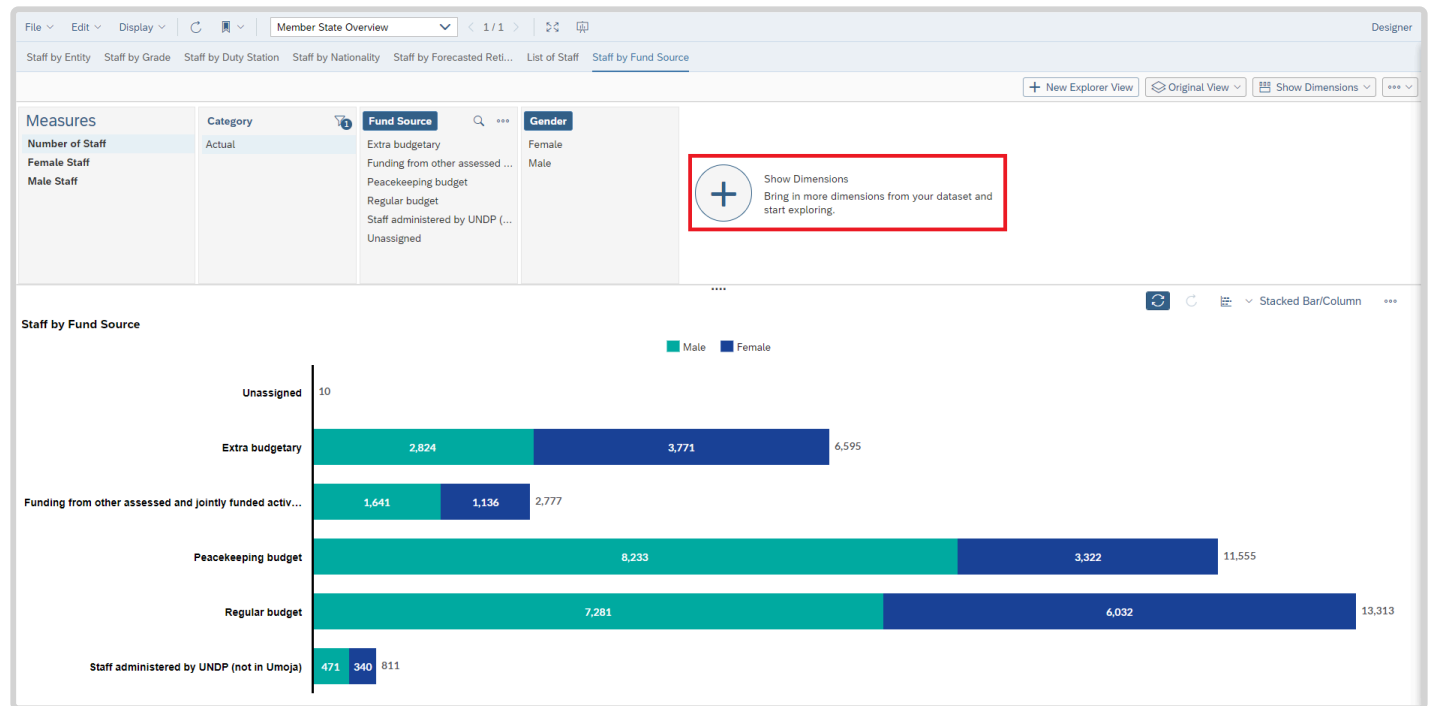 File Edit Display Member State Overview 1 / 1 Designer
Staff by Entity Staff by Grade Staff by Duty Station Staff by Nationality Staff by Forecasted Reti... List of Staff Staff by Fund Source
New Explorer View Original View Show Dimensions
Measures
Number of Staff
Female Staff
Male Staff
Category 1
Actual
Fund Source
Extra budgetary
Funding from other assessed ...
Peacekeeping budget
Regular budget
Staff administered by UNDP (...
Unassigned
Gender
Female
Male
Show Dimensions
Bring in more dimensions from your dataset and
start exploring.
Stacked Bar/Column
Staff by Fund Source
Male Female
Unassigned 10
Extra budgetary 2,824 3,771 6,595
Funding from other assessed and jointly funded activ... 1,641 1,136 2,777
Peacekeeping budget 8,233 3,322 11,555
Regular budget 7,281 6,032 13,313
Staff administered by UNDP (not in Umoja) 471 340 811